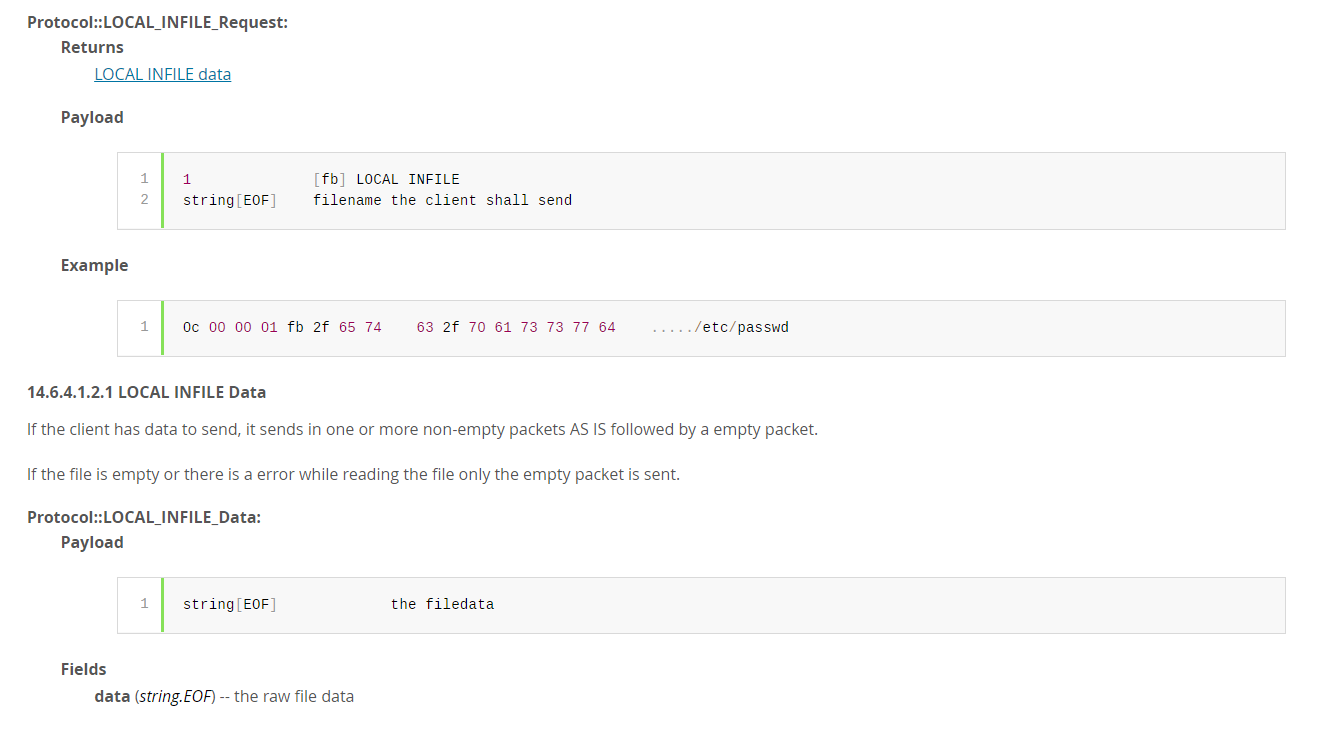 Protocol::LOCAL_INFILE_Request:
Returns
LOCAL INFILE data
Payload
1 1 [fb] LOCAL INFILE
2 string[EOF] filename the client shall send
Example
1 0c 00 00 01 fb 2f 65 74 63 2f 70 61 73 73 77 64 ...../etc/passwd
14.6.4.1.2.1 LOCAL INFILE Data
If the client has data to send, it sends in one or more non-empty packets AS IS followed by a empty packet.
If the file is empty or there is a error while reading the file only the empty packet is sent.
Protocol::LOCAL_INFILE_Data:
Payload
1 string[EOF] the filedata
Fields
data (string.EOF) -- the raw file data